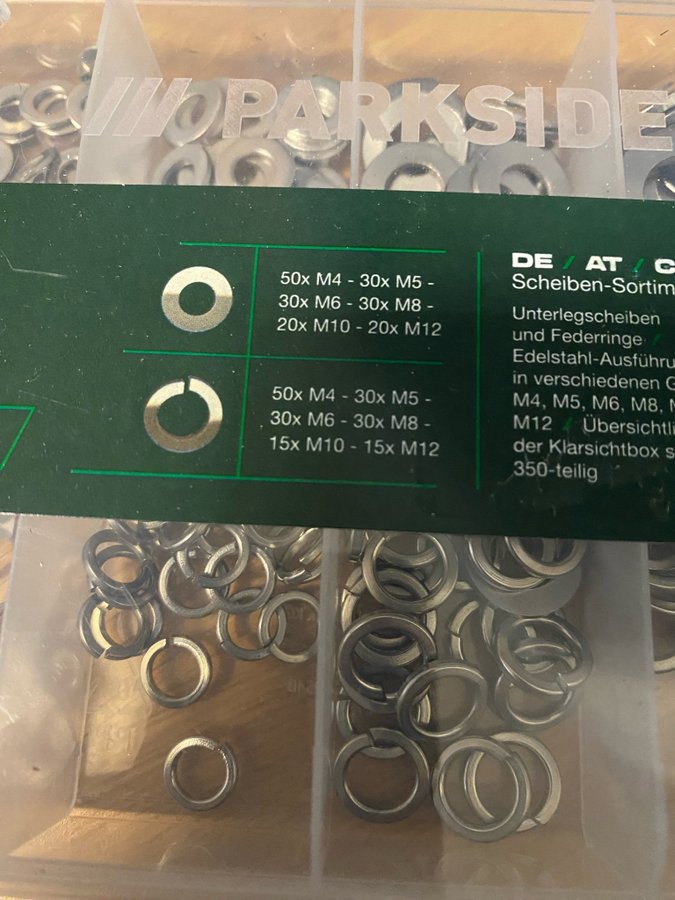 /// PARKSIDE
50x M4 - 30x M5 -
30x M6 - 30x M8 -
20x M10 - 20x M12
50x M4 - 30x M5 -
30x M6 - 30x M8 -
15x M10 - 15x M12
DE / AT / C
Scheiben-Sortim
Unterlegscheiben
und Federringe /
Edelstahl-Ausführu
in verschiedenen G
M4, M5, M6, M8, M
M12 / Übersichtli
der Klarsichtbox s
350-teilig